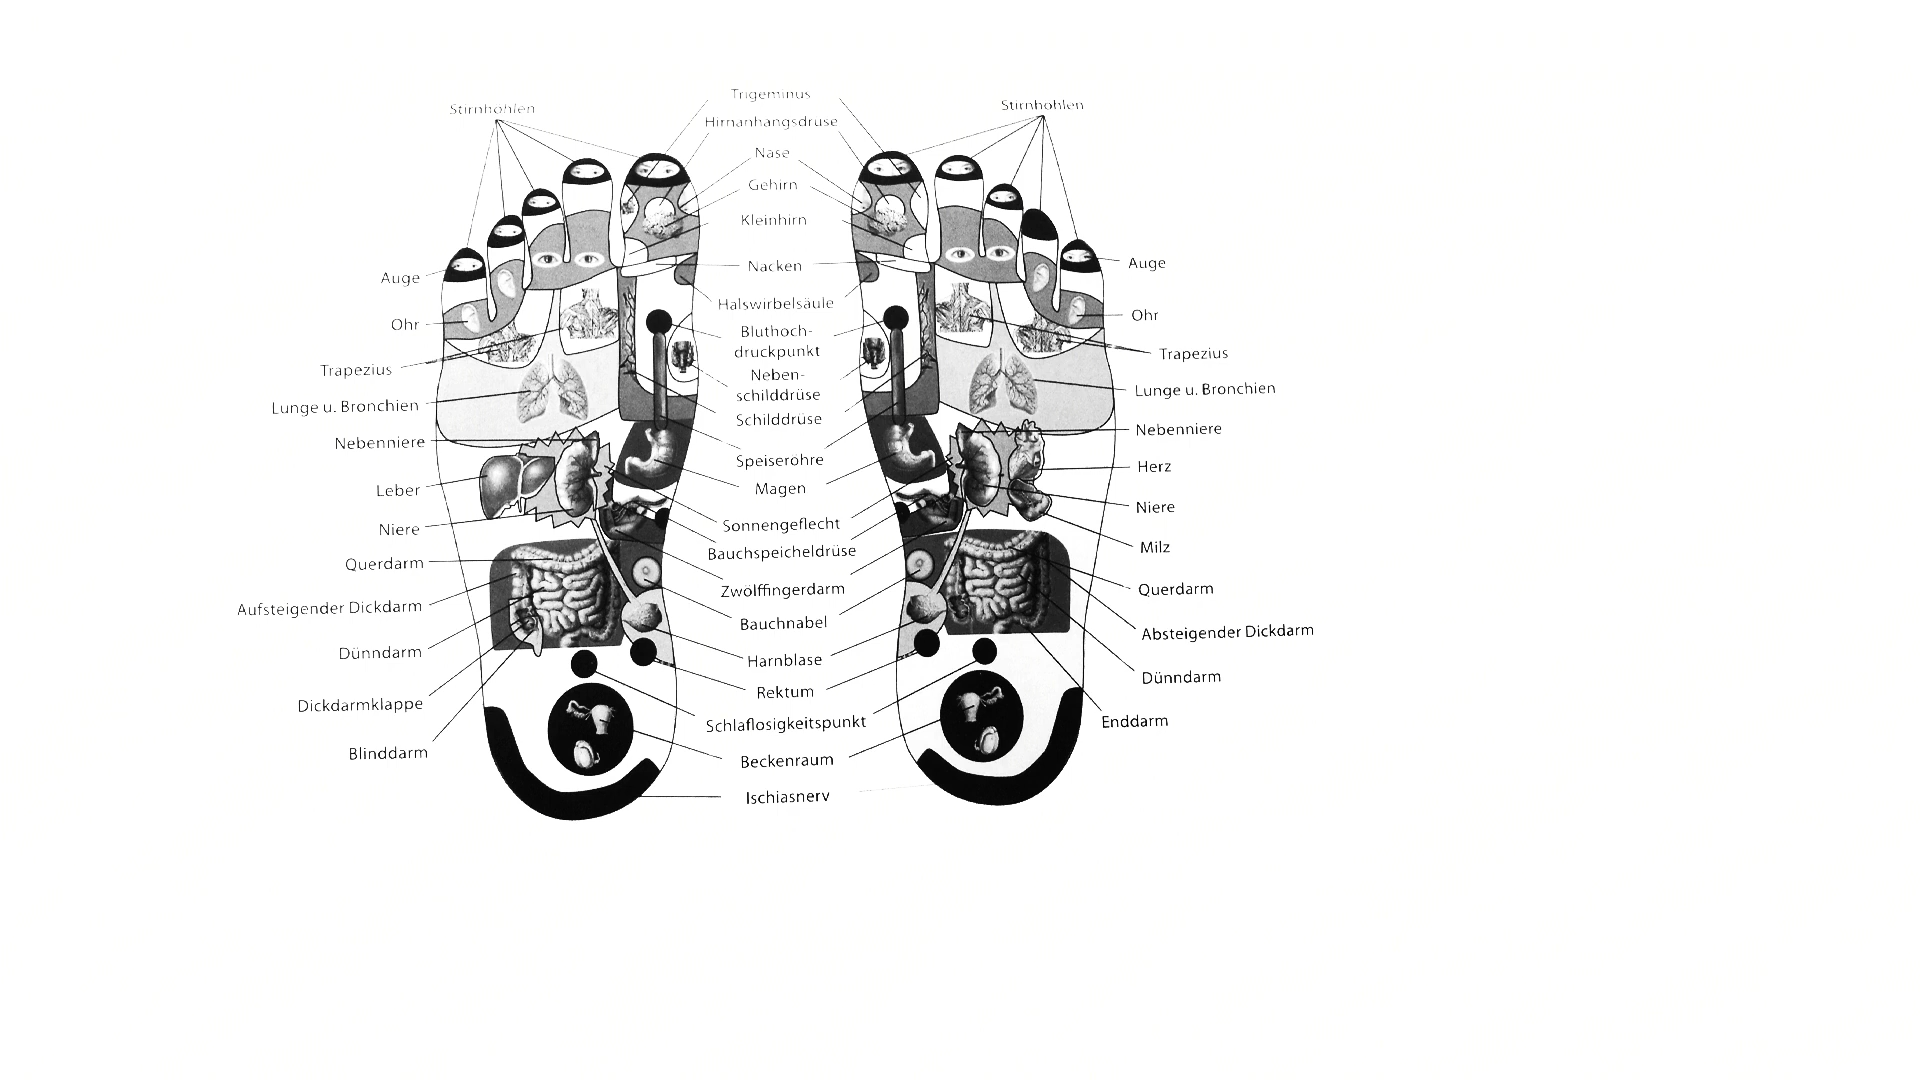 Stirnhöhlen
Auge
Ohr
Trapezius
Lunge u. Bronchien
Nebenniere
Leber
Niere
Querdarm
Aufsteigender Dickdarm
Dünndarm
Dickdarmklappe
Blinddarm
Trigeminus
Hirnanhangsdrüse
Nase
Gehirn
Kleinhirn
Nacken
Halswirbelsäule
Bluthoch-
druckpunkt
Neben-
schilddrüse
Schilddrüse
Speiseröhre
Magen
Sonnengeflecht
Bauchspeicheldrüse
Zwölffingerdarm
Bauchnabel
Harnblase
Rektum
Schlaflosigkeitspunkt
Beckenraum
Ischiasnerv
Stirnhöhlen
Auge
Ohr
Trapezius
Lunge u. Bronchien
Nebenniere
Herz
Niere
Milz
Querdarm
Absteigender Dickdarm
Dünndarm
Enddarm